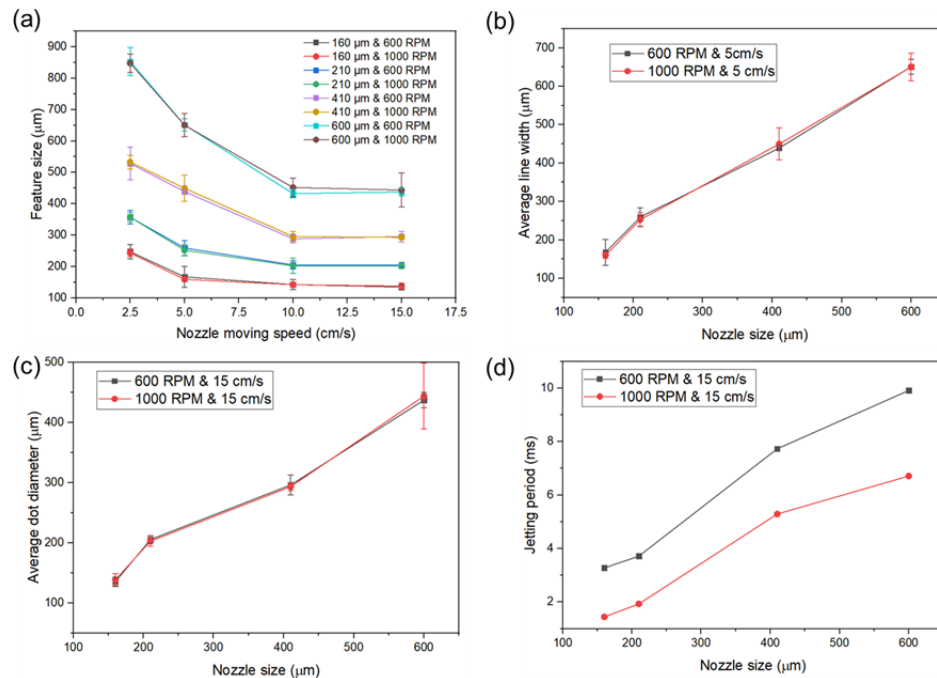 (a)
Feature size (μm)
900
800
700
600
500
400
300
200
100
160 μm & 600 RPM
160 μm & 1000 RPM
210 μm & 600 RPM
210 μm & 1000 RPM
410 μm & 600 RPM
410 μm & 1000 RPM
600 μm & 600 RPM
600 μm & 1000 RPM
0.0 2.5 5.0 7.5 10.0 12.5 15.0 17.5
Nozzle moving speed (cm/s)
(b)
Average line width (μm)
700
600
500
400
300
200
100
600 RPM & 5cm/s
1000 RPM & 5 cm/s
100 200 300 400 500 600
Nozzle size (μm)
(c)
Average dot diameter (μm)
500
400
300
200
100
600 RPM & 15 cm/s
1000 RPM & 15 cm/s
100 200 300 400 500 600
Nozzle size (μm)
(d)
Jetting period (ms)
10
8
6
4
2
600 RPM & 15 cm/s
1000 RPM & 15 cm/s
100 200 300 400 500 600
Nozzle size (μm)